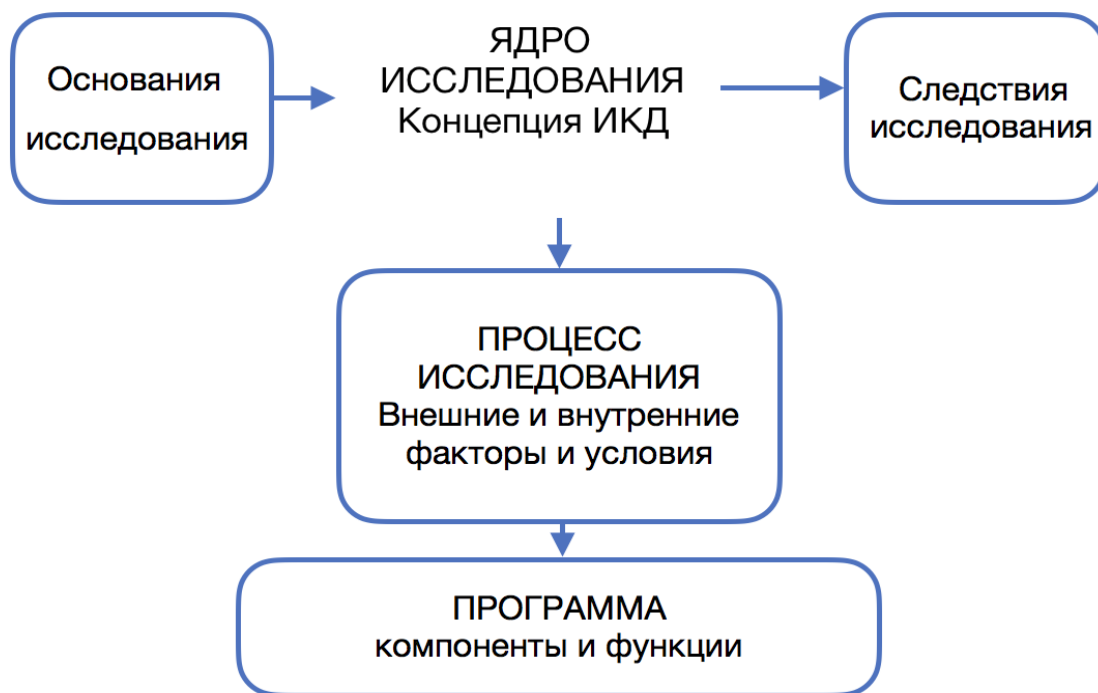 Основания
исследования
ЯДРО
ИССЛЕДОВАНИЯ
Концепция ИКД
Следствия
исследования
ПРОЦЕСС
ИССЛЕДОВАНИЯ
Внешние и внутренние
факторы и условия
ПРОГРАММА
компоненты и функции